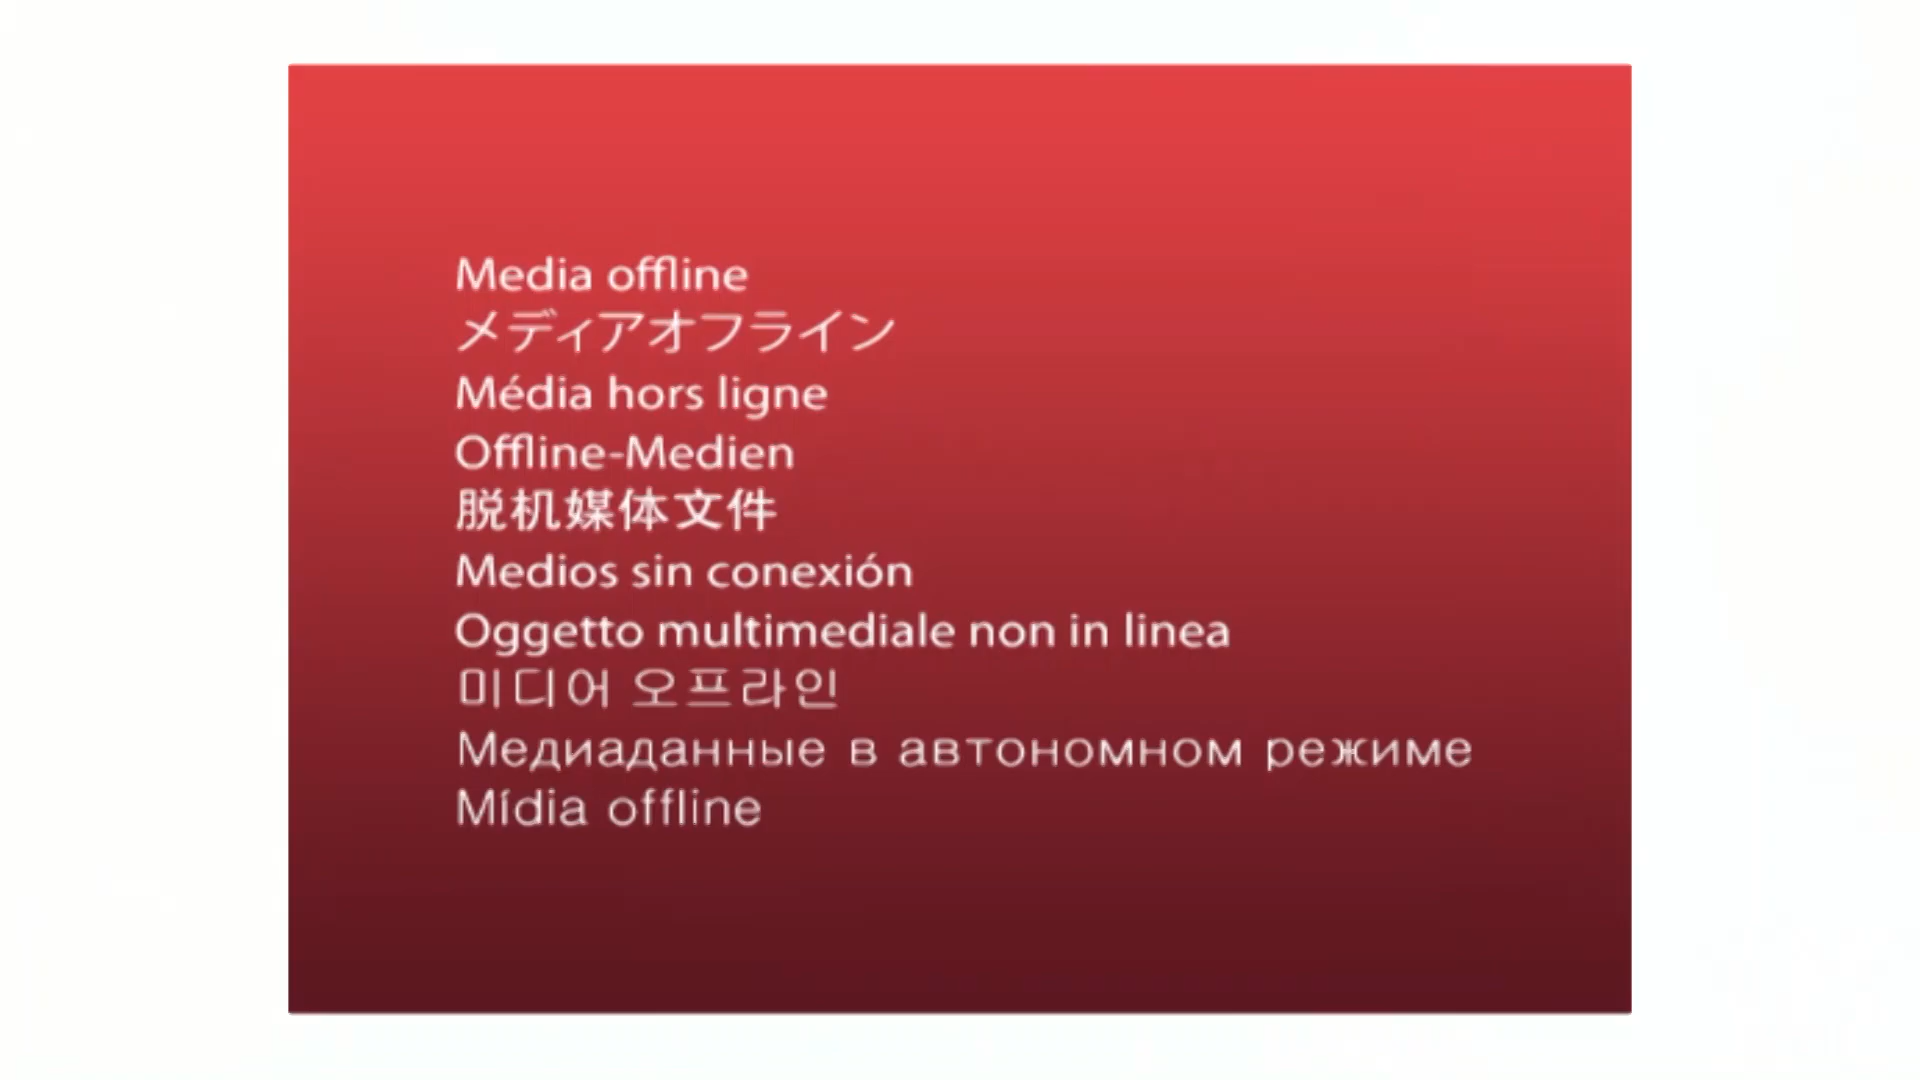 Media offline
メディアオフライン
Média hors ligne
Offline-Medien
脱机媒体文件
Medios sin conexión
Oggetto multimediale non in linea
미디어 오프라인
Медиаданные в автономном режиме
Mídia offline